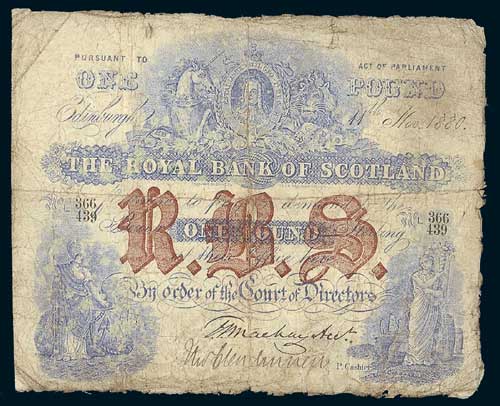 PURSUANT TO ACT OF PARLIAMENT
ONE POUND
Edinburgh 11th Nov. 1880.
THE ROYAL BANK OF SCOTLAND
366 439
366 439
R.B.S.
ONE POUND
By order of the Court of Directors
Pr. Cashier